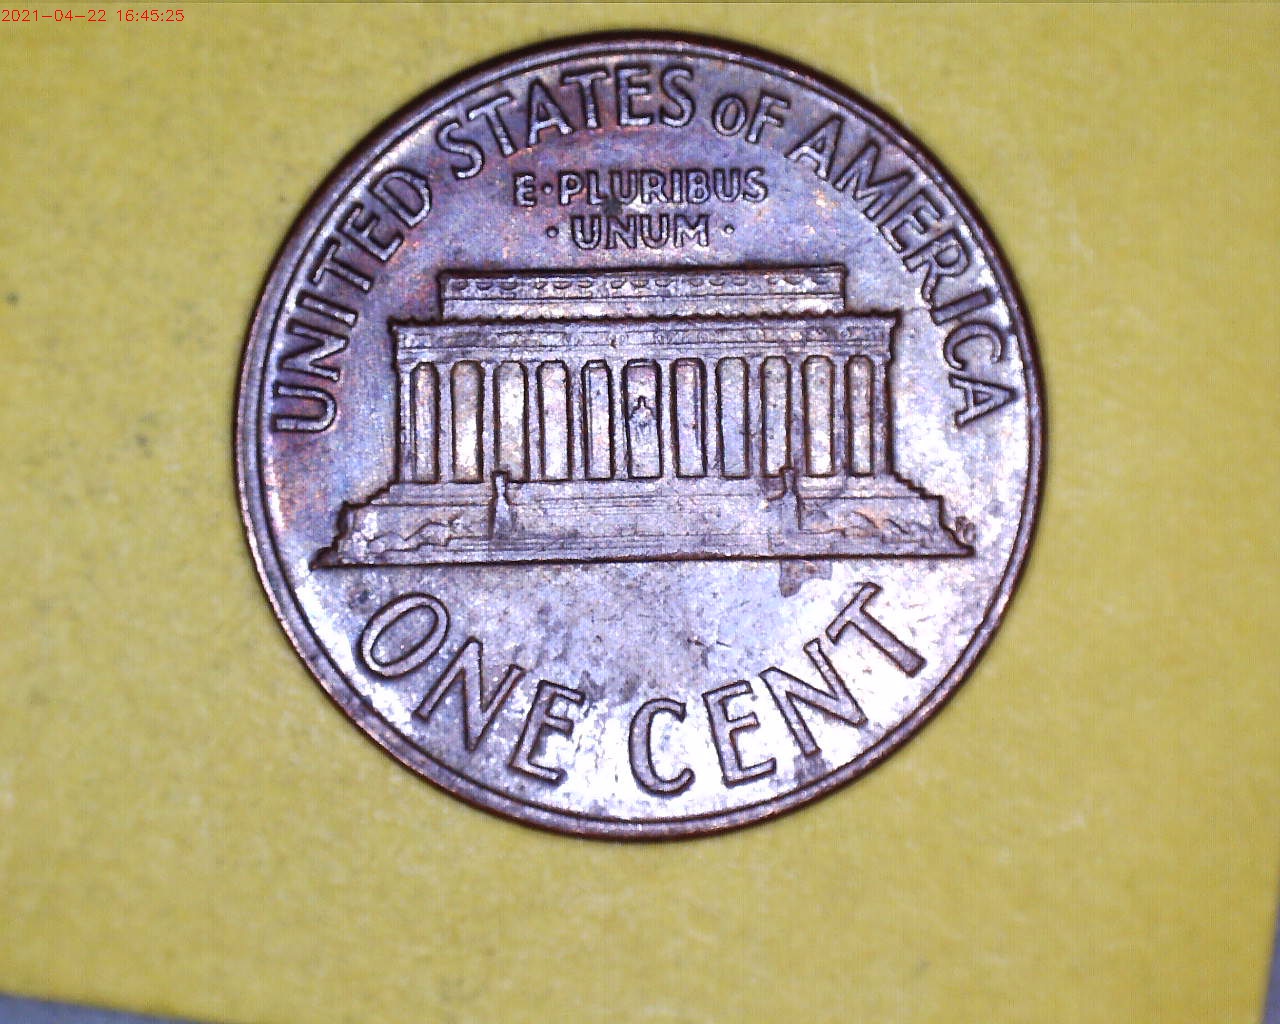 2021-04-22 16:45:25
UNITED STATES OF AMERICA
E·PLURIBUS
·UNUM·
ONE CENT